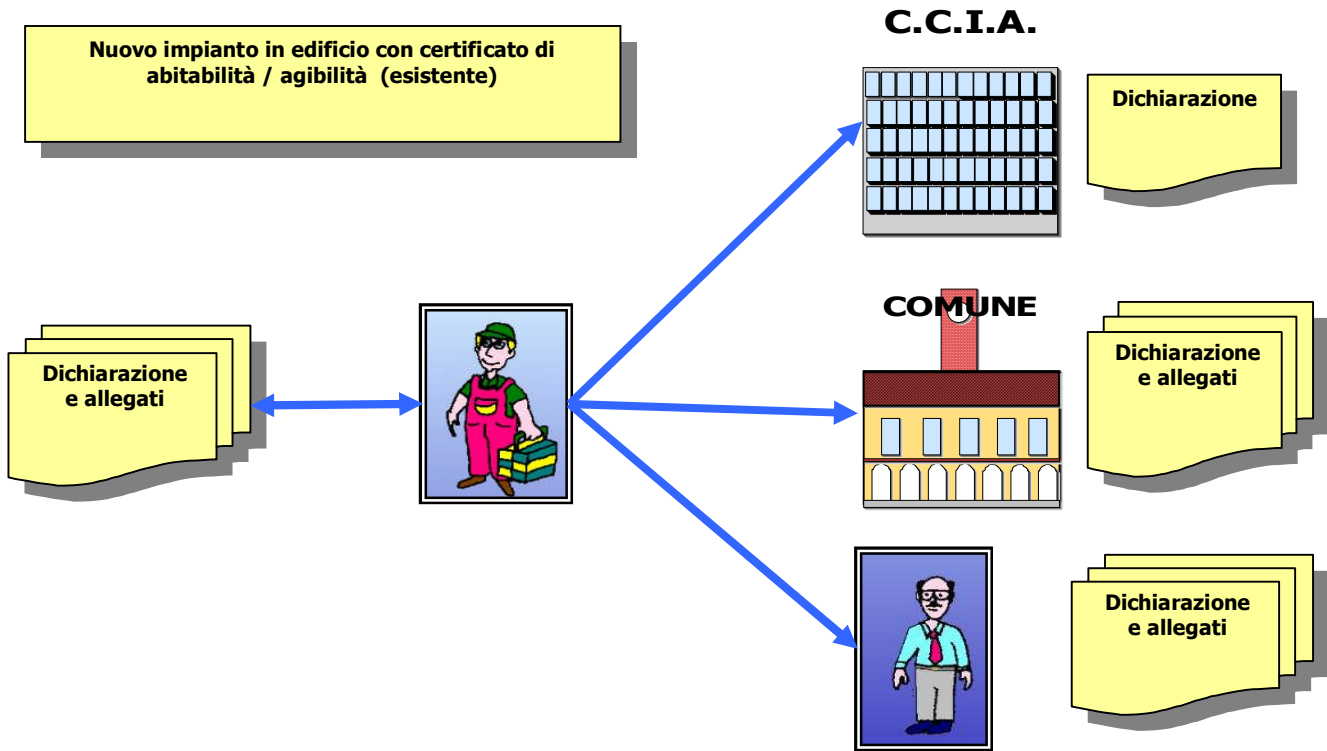 Nuovo impianto in edificio con certificato di
abitabilità / agibilità  (esistente)
C.C.I.A.
Dichiarazione
COMUNE
Dichiarazione
e allegati
Dichiarazione
e allegati
Dichiarazione
e allegati